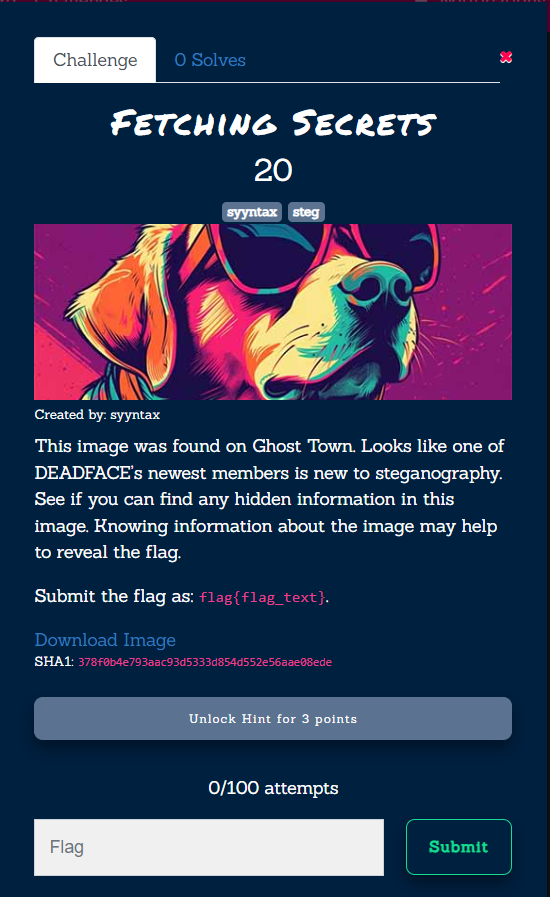 Challenge
0 Solves
Fetching Secrets
20
syyntax steg
Created by: syyntax
This image was found on Ghost Town. Looks like one of
DEADFACE's newest members is new to steganography.
See if you can find any hidden information in this
image. Knowing information about the image may help
to reveal the flag.
Submit the flag as: flag{flag_text}.
Download Image
SHA1: 378f0b4e793aac93d5333d854d552e56aae08ede
Unlock Hint for 3 points
0/100 attempts
Flag
Submit